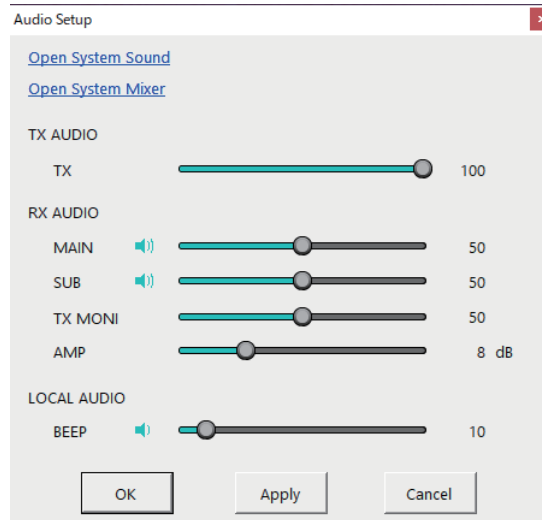 Audio Setup
Open System Sound
Open System Mixer
TX AUDIO
TX 100
RX AUDIO
MAIN 50
SUB 50
TX MONI 50
AMP 8 dB
LOCAL AUDIO
BEEP 10
OK Apply Cancel